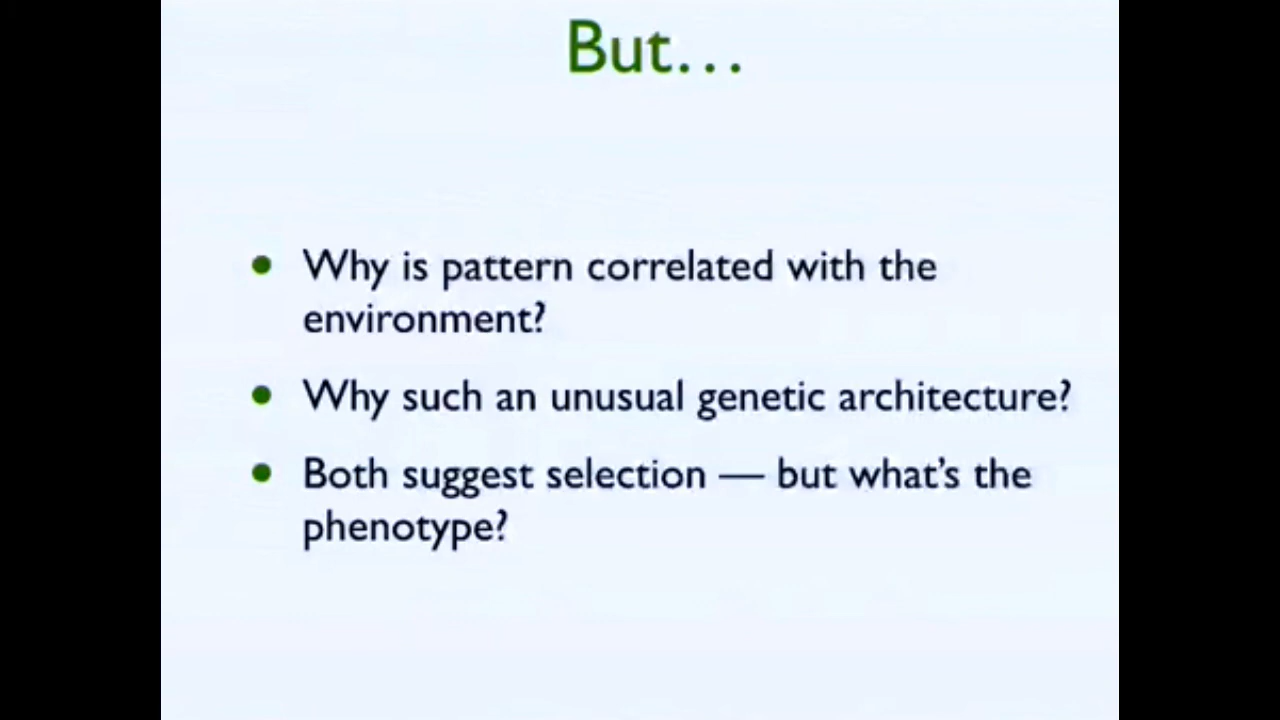 But…
• Why is pattern correlated with the
environment?
• Why such an unusual genetic architecture?
• Both suggest selection — but what’s the
phenotype?